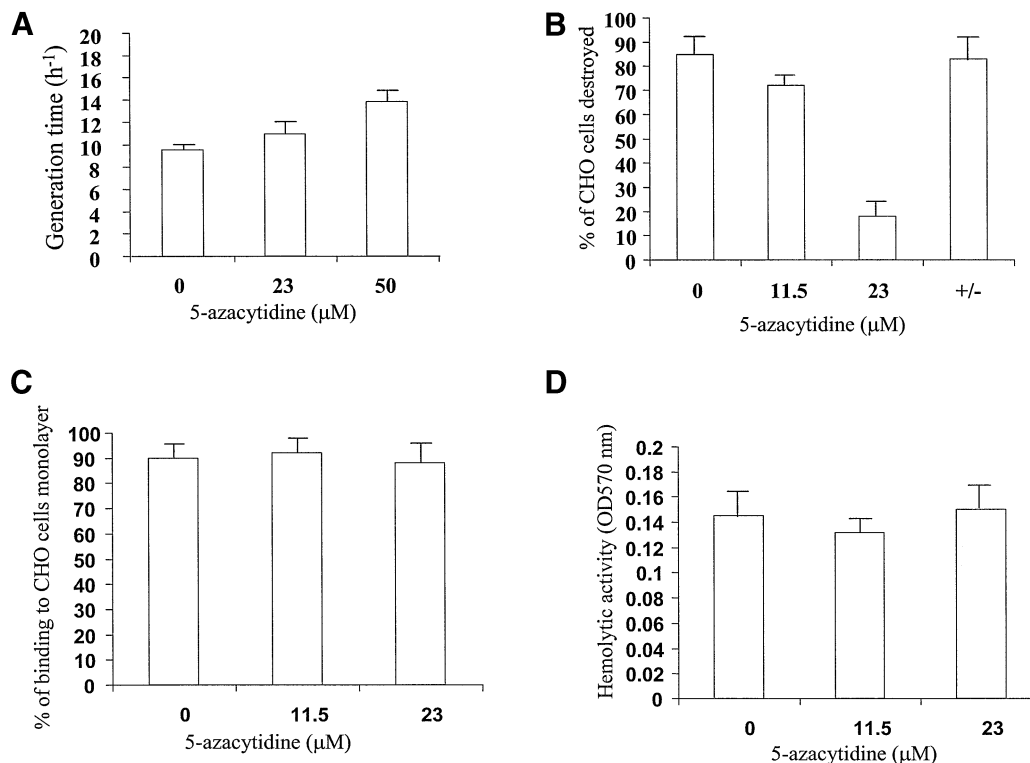 A
Generation time (h-1)
20
18
16
14
12
10
8
6
4
2
0
0 23 50
5-azacytidine (μM)
B
% of CHO cells destroyed
100
90
80
70
60
50
40
30
20
10
0
0 11.5 23 +/-
5-azacytidine (μM)
C
% of binding to CHO cells monolayer
100
90
80
70
60
50
40
30
20
10
0
0 11.5 23
5-azacytidine (μM)
D
Hemolytic activity (OD570 nm)
0.2
0.18
0.16
0.14
0.12
0.1
0.08
0.06
0.04
0.02
0
0 11.5 23
5-azacytidine (μM)